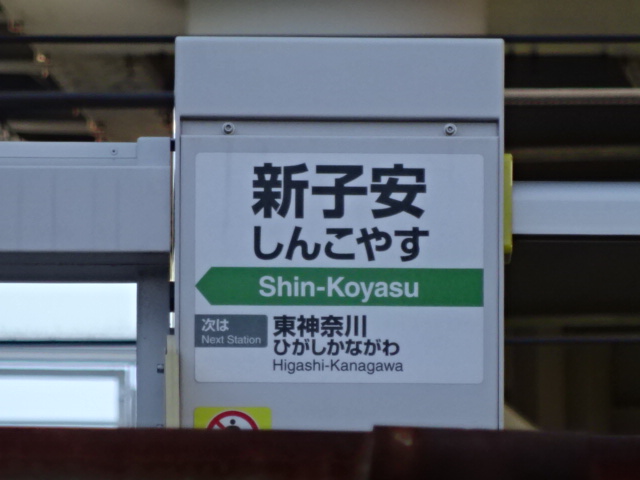 新子安
しんこやす
Shin-Koyasu
次は 東神奈川
Next Station ひがしかながわ
Higashi-Kanagawa